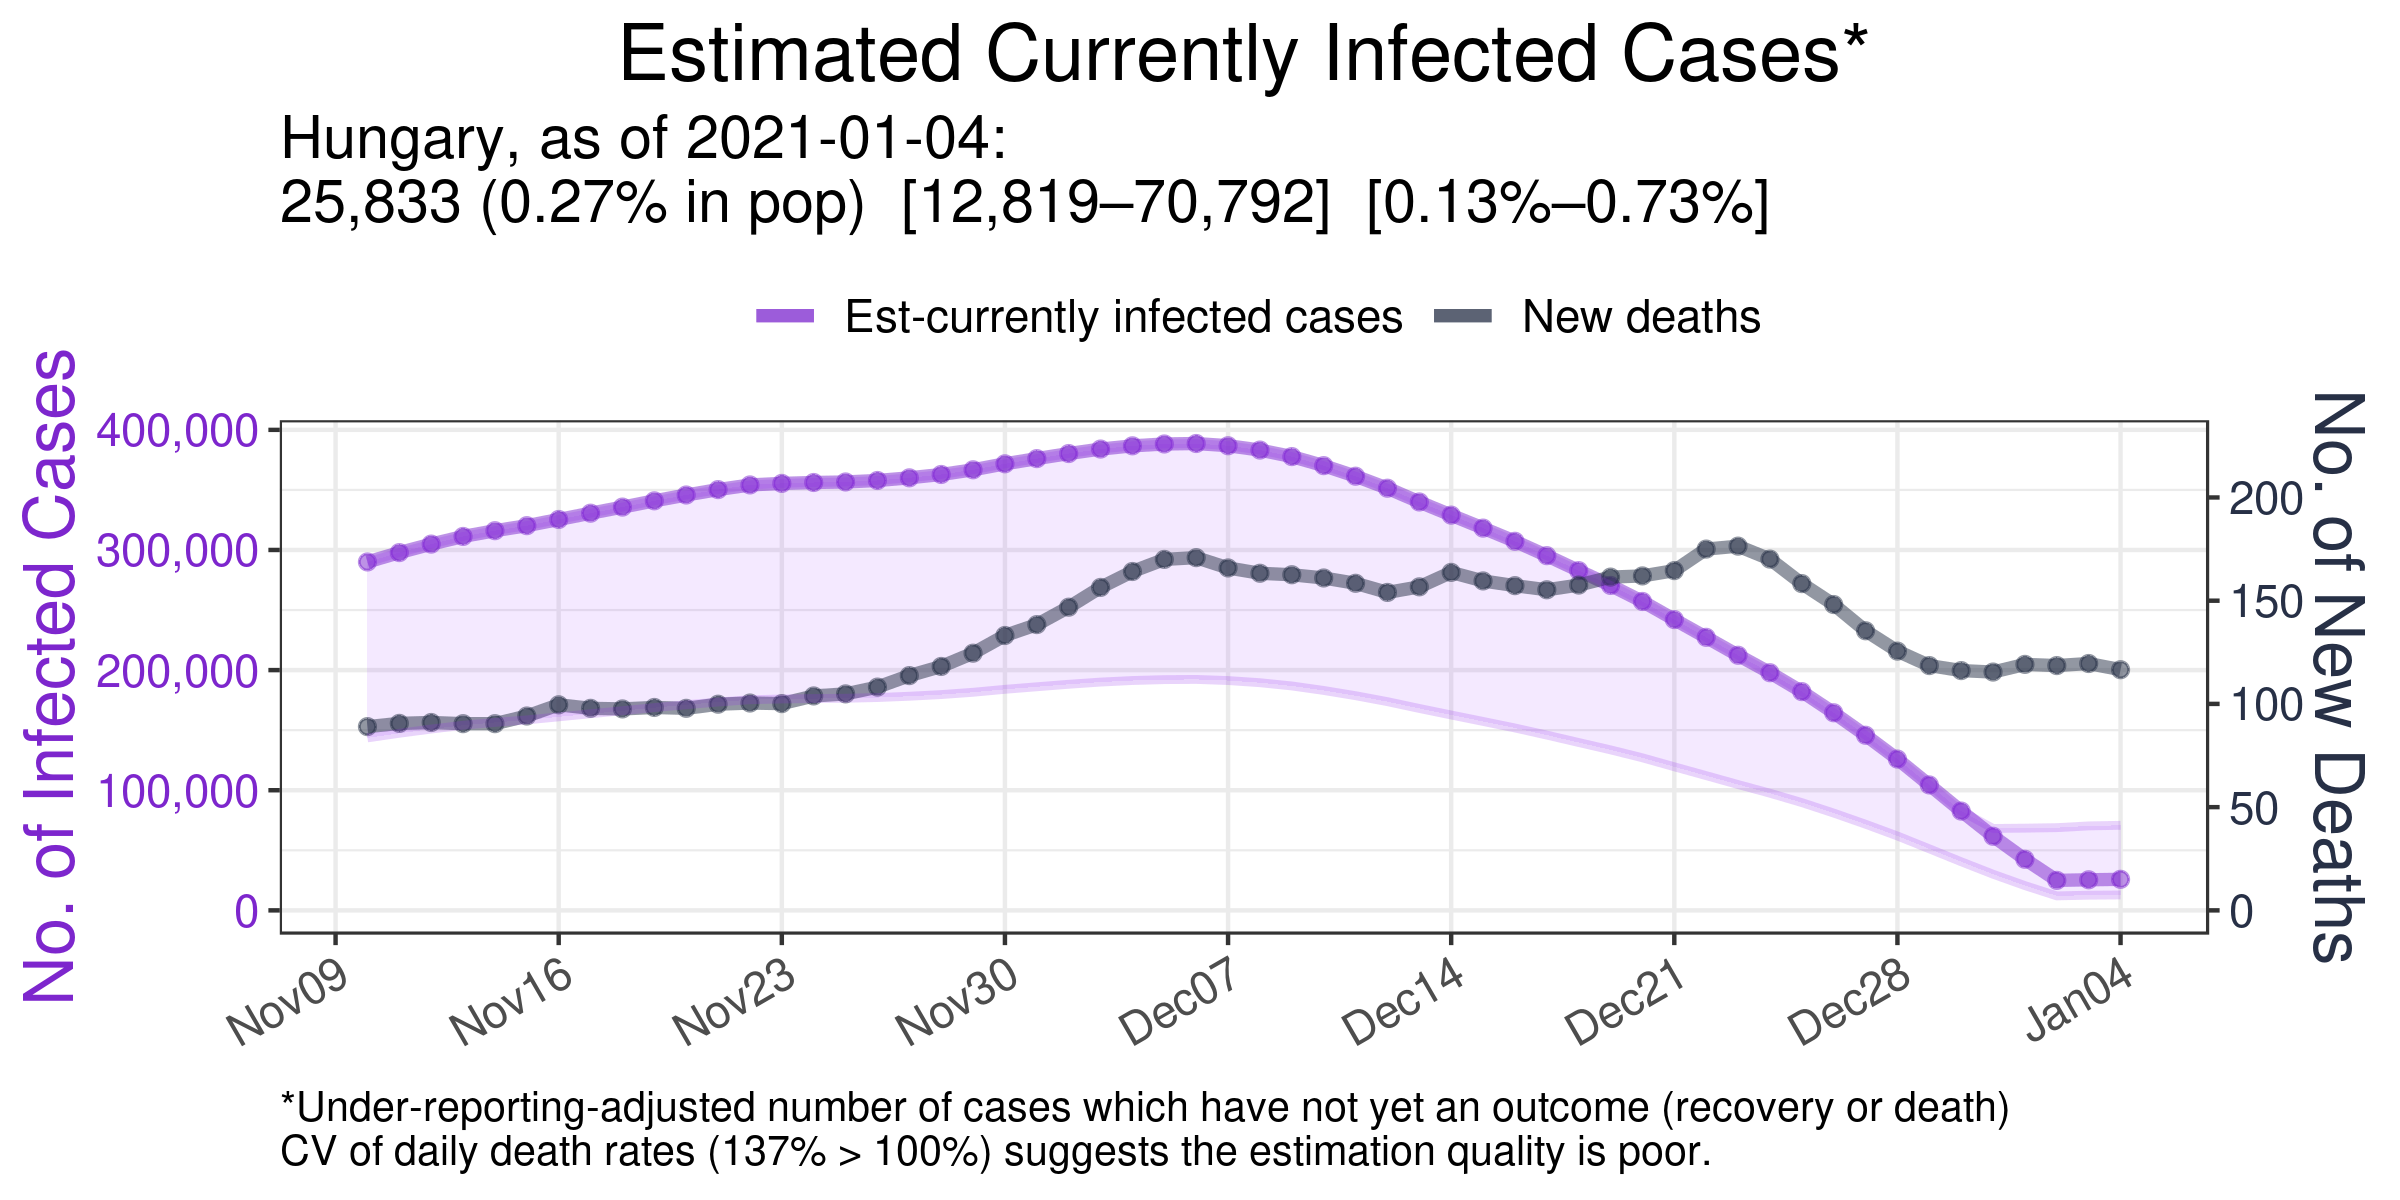 Estimated Currently Infected Cases*
Hungary, as of 2021-01-04:
25,833 (0.27% in pop)  [12,819–70,792]  [0.13%–0.73%]
Est-currently infected cases
New deaths
No. of Infected Cases
400,000
300,000
200,000
100,000
0
No. of New Deaths
200
150
100
50
0
Nov09
Nov16
Nov23
Nov30
Dec07
Dec14
Dec21
Dec28
Jan04
*Under-reporting-adjusted number of cases which have not yet an outcome (recovery or death)
CV of daily death rates (137% > 100%) suggests the estimation quality is poor.